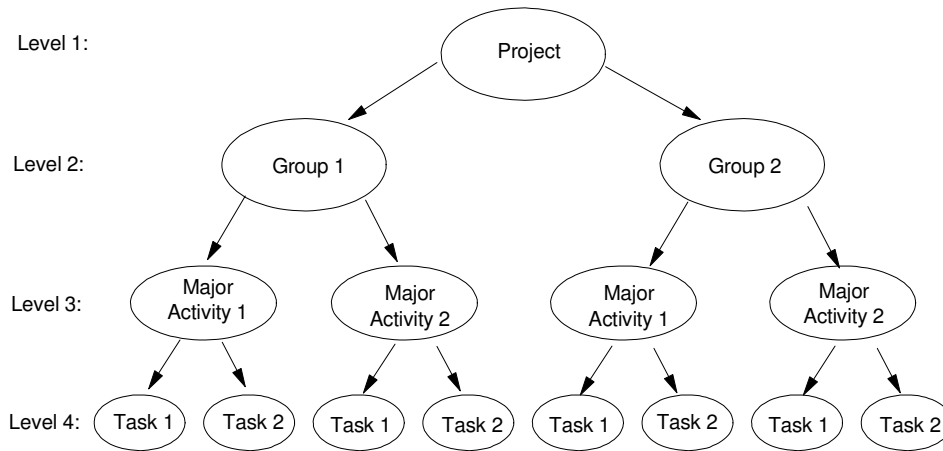 Level 1:
Project
Level 2:
Group 1
Group 2
Level 3:
Major
Activity 1
Major
Activity 2
Major
Activity 1
Major
Activity 2
Level 4:
Task 1
Task 2
Task 1
Task 2
Task 1
Task 2
Task 1
Task 2